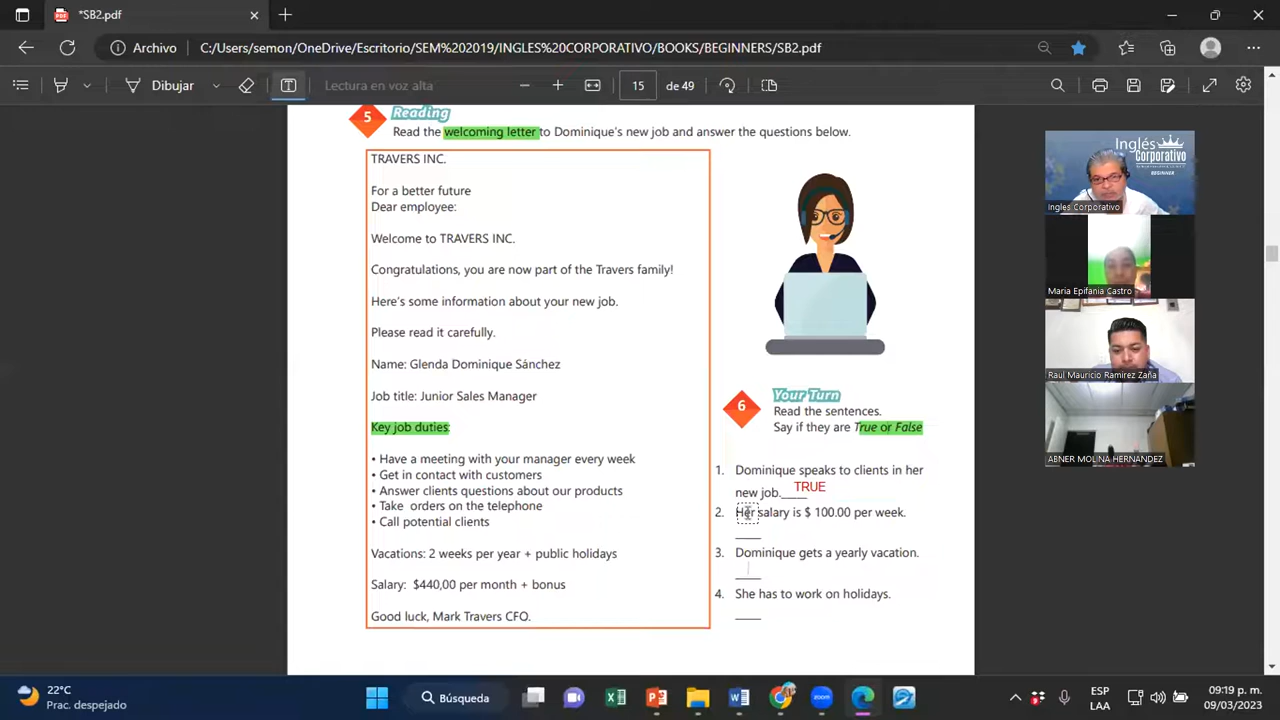 *SB2.pdf
Archivo
C:/Users/semon/OneDrive/Escritorio/SEM%202019/INGLES%20CORPORATIVO/BOOKS/BEGINNERS/SB2.pdf
Dibujar
Lectura en voz alta
15
de 49
5
Reading
Read the welcoming letter to Dominique's new job and answer the questions below.
TRAVERS INC.
For a better future
Dear employee:
Welcome to TRAVERS INC.
Congratulations, you are now part of the Travers family!
Here's some information about your new job.
Please read it carefully.
Name: Glenda Dominique Sánchez
Job title: Junior Sales Manager
Key job duties:
• Have a meeting with your manager every week
• Get in contact with customers
• Answer clients questions about our products
• Take orders on the telephone
• Call potential clients
Vacations: 2 weeks per year + public holidays
Salary: $440,00 per month + bonus
Good luck, Mark Travers CFO.
6
Your Turn
Read the sentences.
Say if they are True or False
1. Dominique speaks to clients in her
new job.____
TRUE
2. Her salary is $ 100.00 per week.
____
3. Dominique gets a yearly vacation.
____
4. She has to work on holidays.
____
Inglés
Corporativo
BEGINNER
Ingles Corporativo
Maria Epifania Castro
Raul Mauricio Ramirez Zaña
ABNER MOLINA HERNANDEZ
22°C
Prac. despejado
Búsqueda
ESP
LAA
09:19 p. m.
09/03/2023